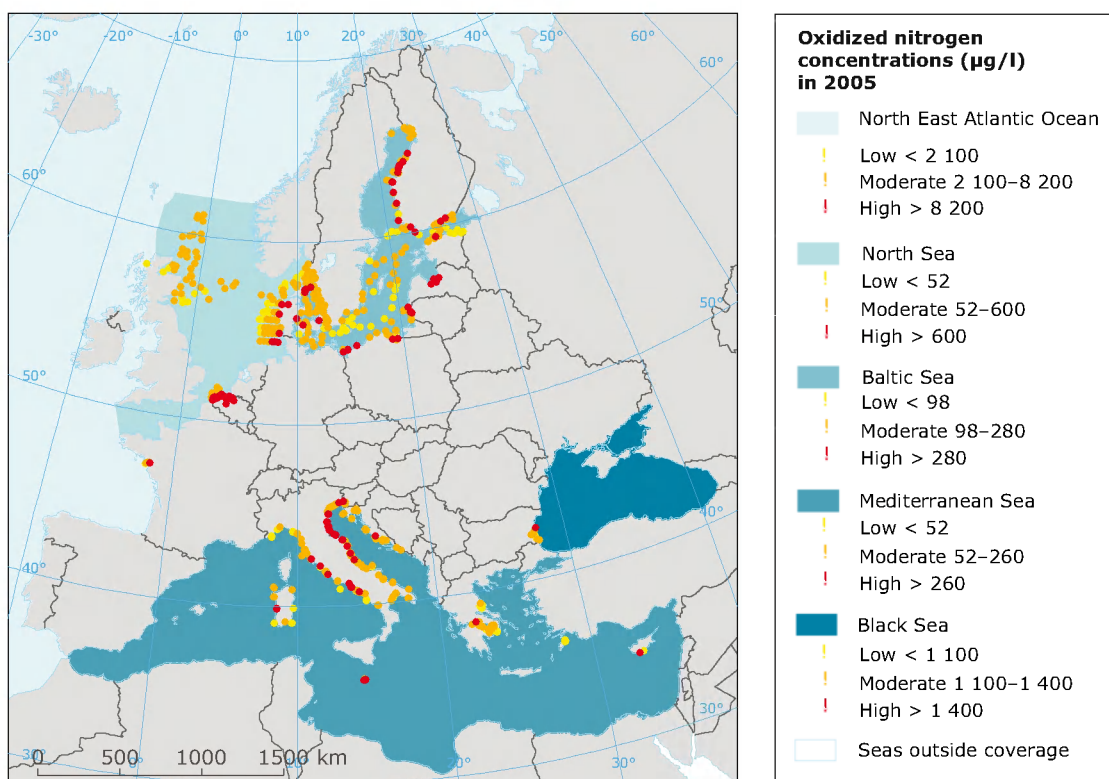 -30°
-20°
-10°
0°
10°
20°
30°
40°
50°
60°
60°
60°
50°
50°
40°
40°
40°
30°
30°
0°
10°
20°
30°
0 500 1000 1500 km
Oxidized nitrogen
concentrations (µg/l)
in 2005
North East Atlantic Ocean
Low < 2 100
Moderate 2 100–8 200
High > 8 200
North Sea
Low < 52
Moderate 52–600
High > 600
Baltic Sea
Low < 98
Moderate 98–280
High > 280
Mediterranean Sea
Low < 52
Moderate 52–260
High > 260
Black Sea
Low < 1 100
Moderate 1 100–1 400
High > 1 400
Seas outside coverage